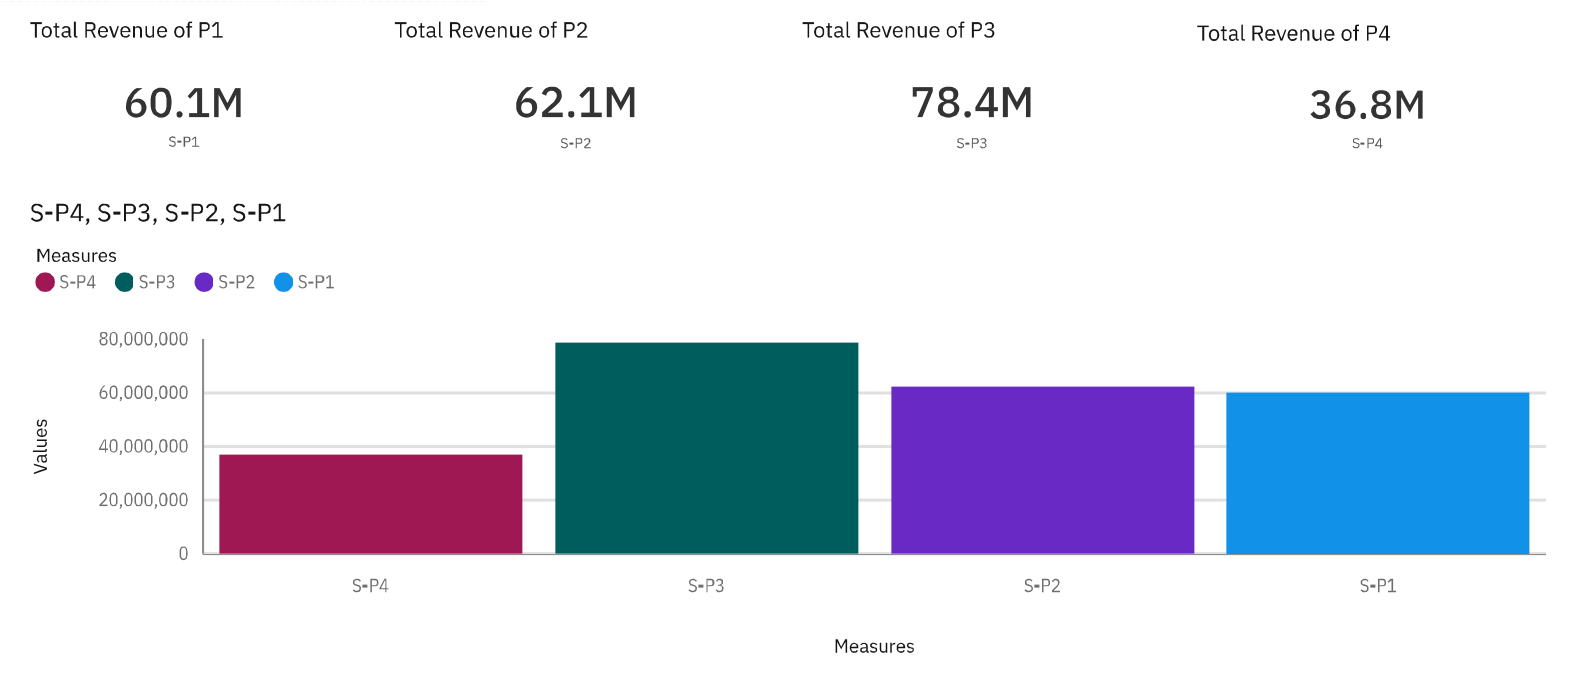 Total Revenue of P1
Total Revenue of P2
Total Revenue of P3
Total Revenue of P4
60.1M
62.1M
78.4M
36.8M
S-P1
S-P2
S-P3
S-P4
S-P4, S-P3, S-P2, S-P1
Measures
S-P4 S-P3 S-P2 S-P1
80,000,000
60,000,000
40,000,000
20,000,000
0
Values
S-P4 S-P3 S-P2 S-P1
Measures